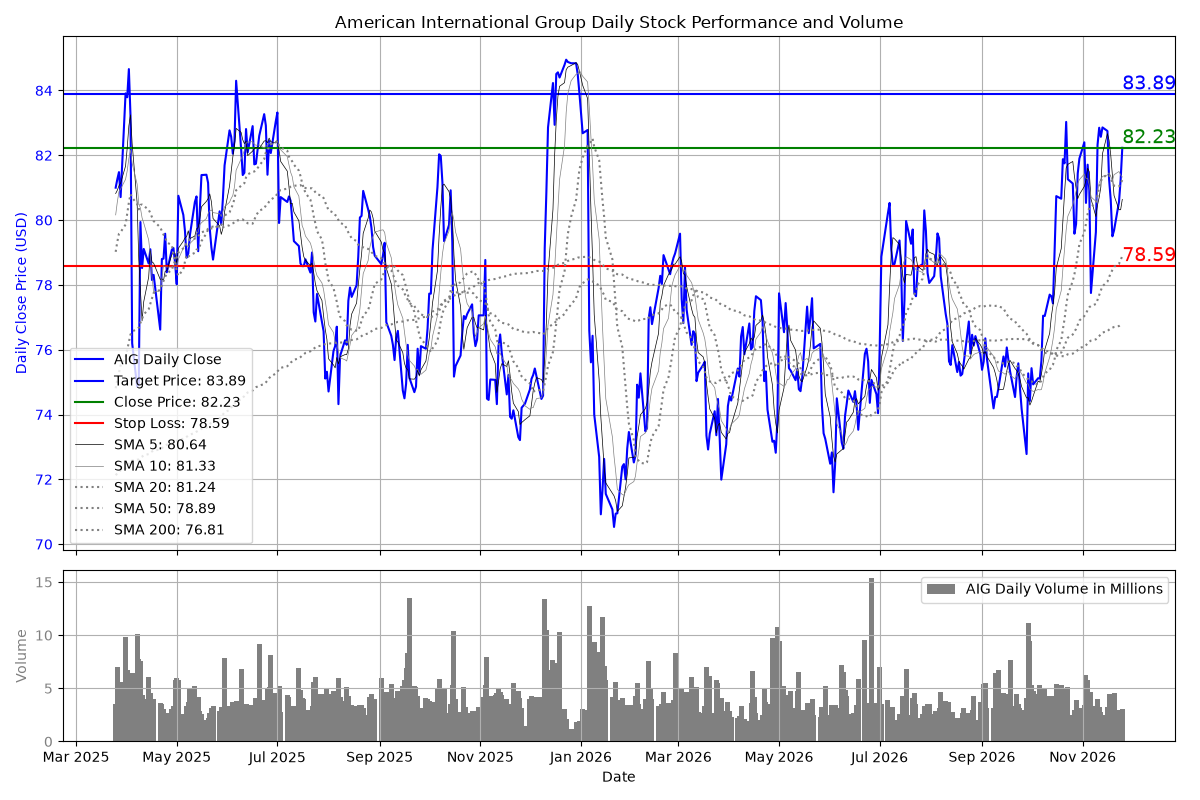 American International Group Daily Stock Performance and Volume
Daily Close Price (USD)
84
82
80
78
76
74
72
70
83.89
82.23
78.59
AIG Daily Close
Target Price: 83.89
Close Price: 82.23
Stop Loss: 78.59
SMA 5: 80.64
SMA 10: 81.33
SMA 20: 81.24
SMA 50: 78.89
SMA 200: 76.81
Volume
15
10
5
0
AIG Daily Volume in Millions
Mar 2025 May 2025 Jul 2025 Sep 2025 Nov 2025 Jan 2026 Mar 2026 May 2026 Jul 2026 Sep 2026 Nov 2026
Date